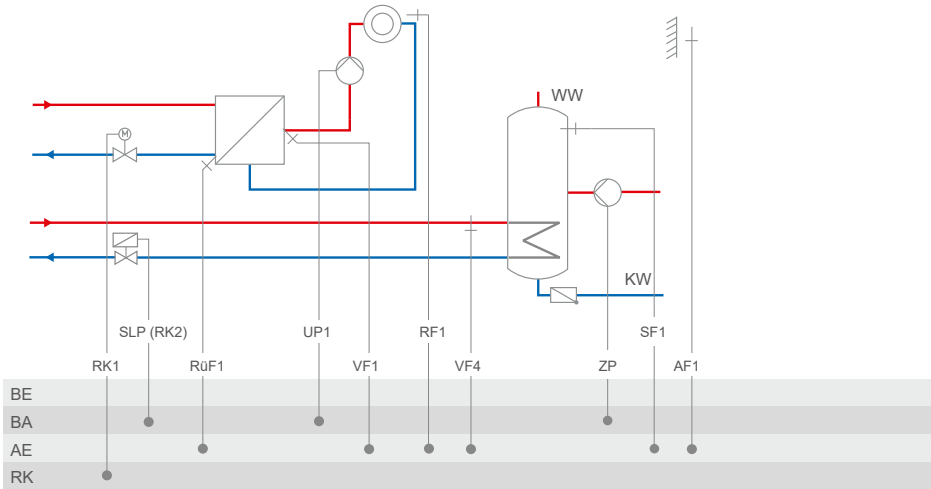 WW
M
KW
SLP (RK2) UP1 RF1 SF1
RK1 RüF1 VF1 VF4 ZP AF1
BE
BA
AE
RK